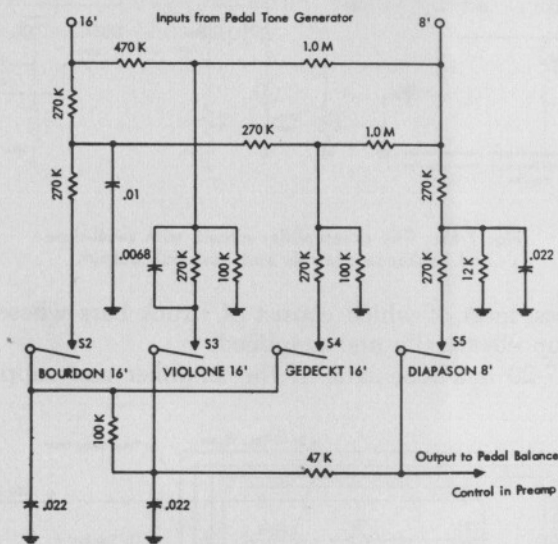 Inputs from Pedal Tone Generator
16'
8'
470 K
1.0 M
270 K
270 K
1.0 M
270 K
.01
270 K
.0068
270 K
100 K
270 K
100 K
270 K
12 K
.022
S2
S3
S4
S5
BOURDON 16'
VIOLONE 16'
GEDECKT 16'
DIAPASON 8'
100 K
47 K
Output to Pedal Balance
Control in Preamp
.022
.022